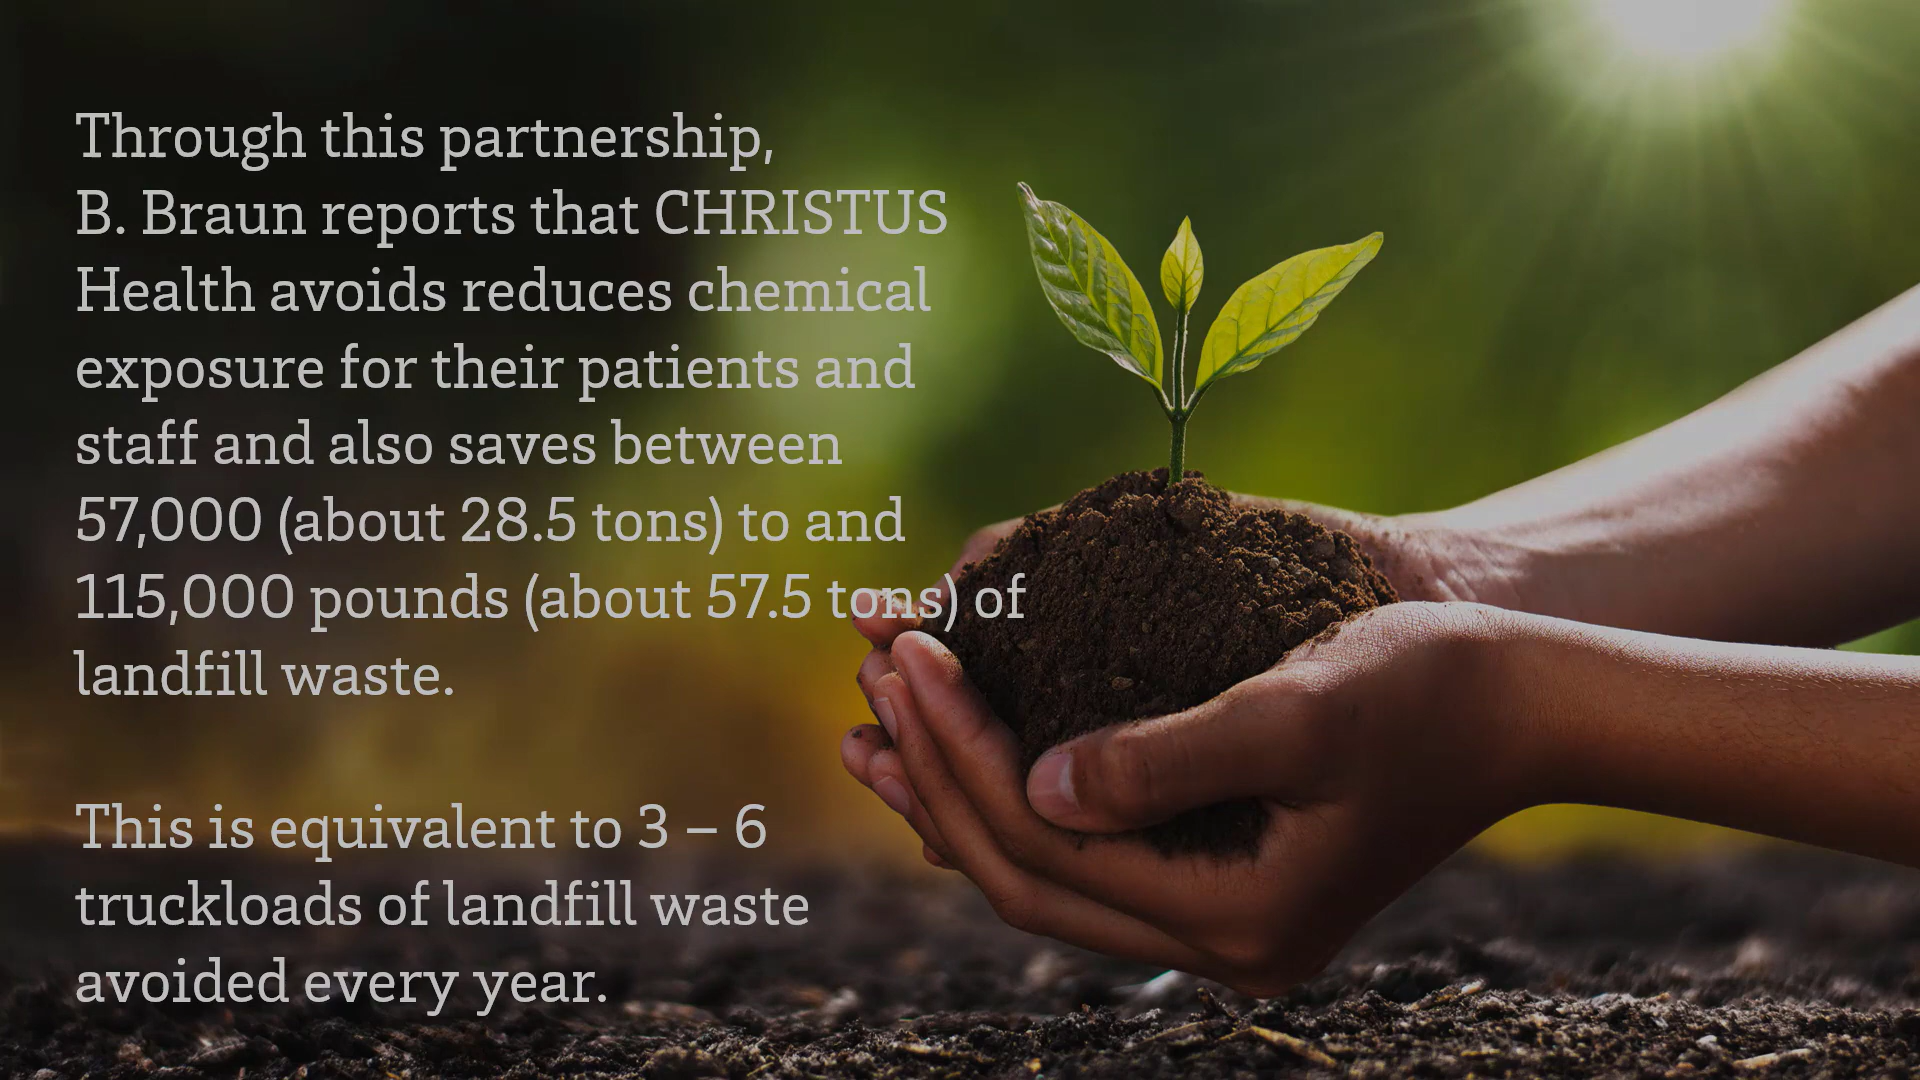 Through this partnership,
B. Braun reports that CHRISTUS
Health avoids reduces chemical
exposure for their patients and
staff and also saves between
57,000 (about 28.5 tons) to and
115,000 pounds (about 57.5 tons) of
landfill waste.
This is equivalent to 3 – 6
truckloads of landfill waste
avoided every year.